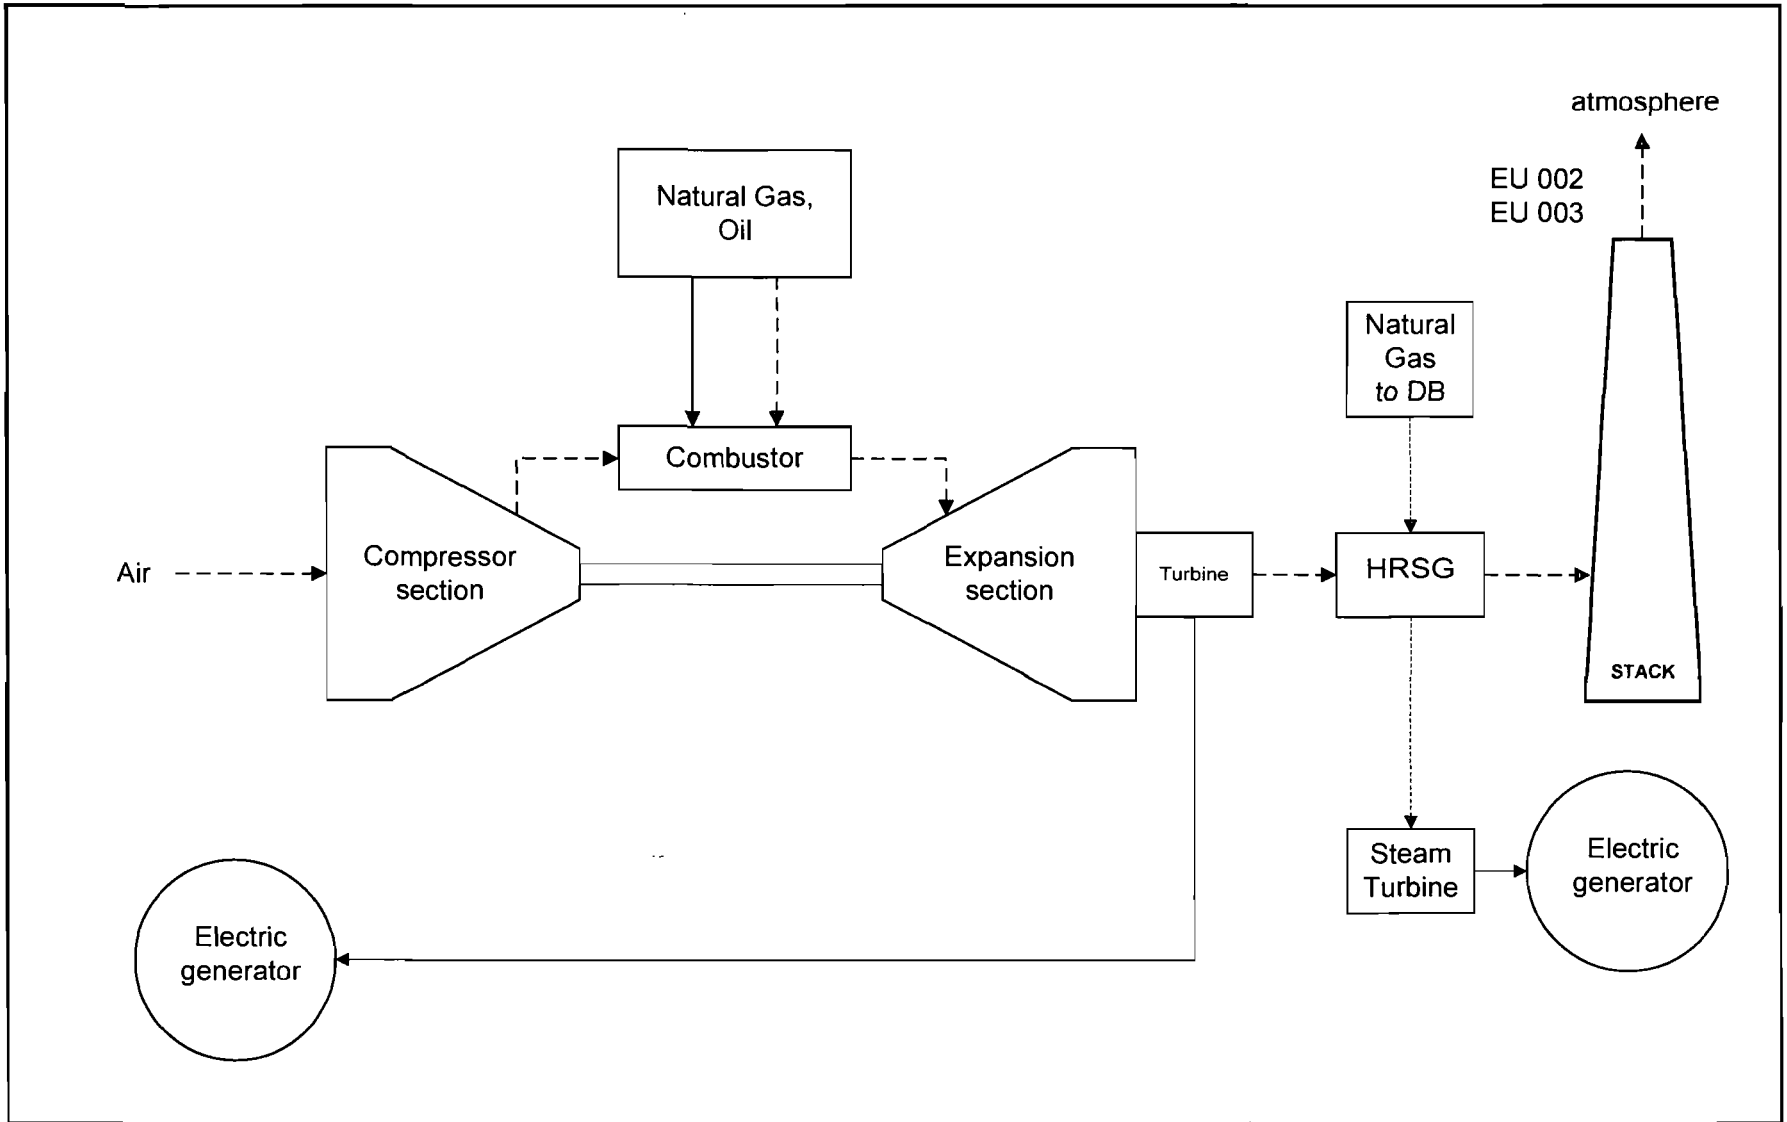 atmosphere
EU 002
EU 003
Natural Gas,
Oil
Natural
Gas
to DB
Combustor
Air
Compressor
section
Expansion
section
Turbine
HRSG
STACK
Steam
Turbine
Electric
generator
Electric
generator